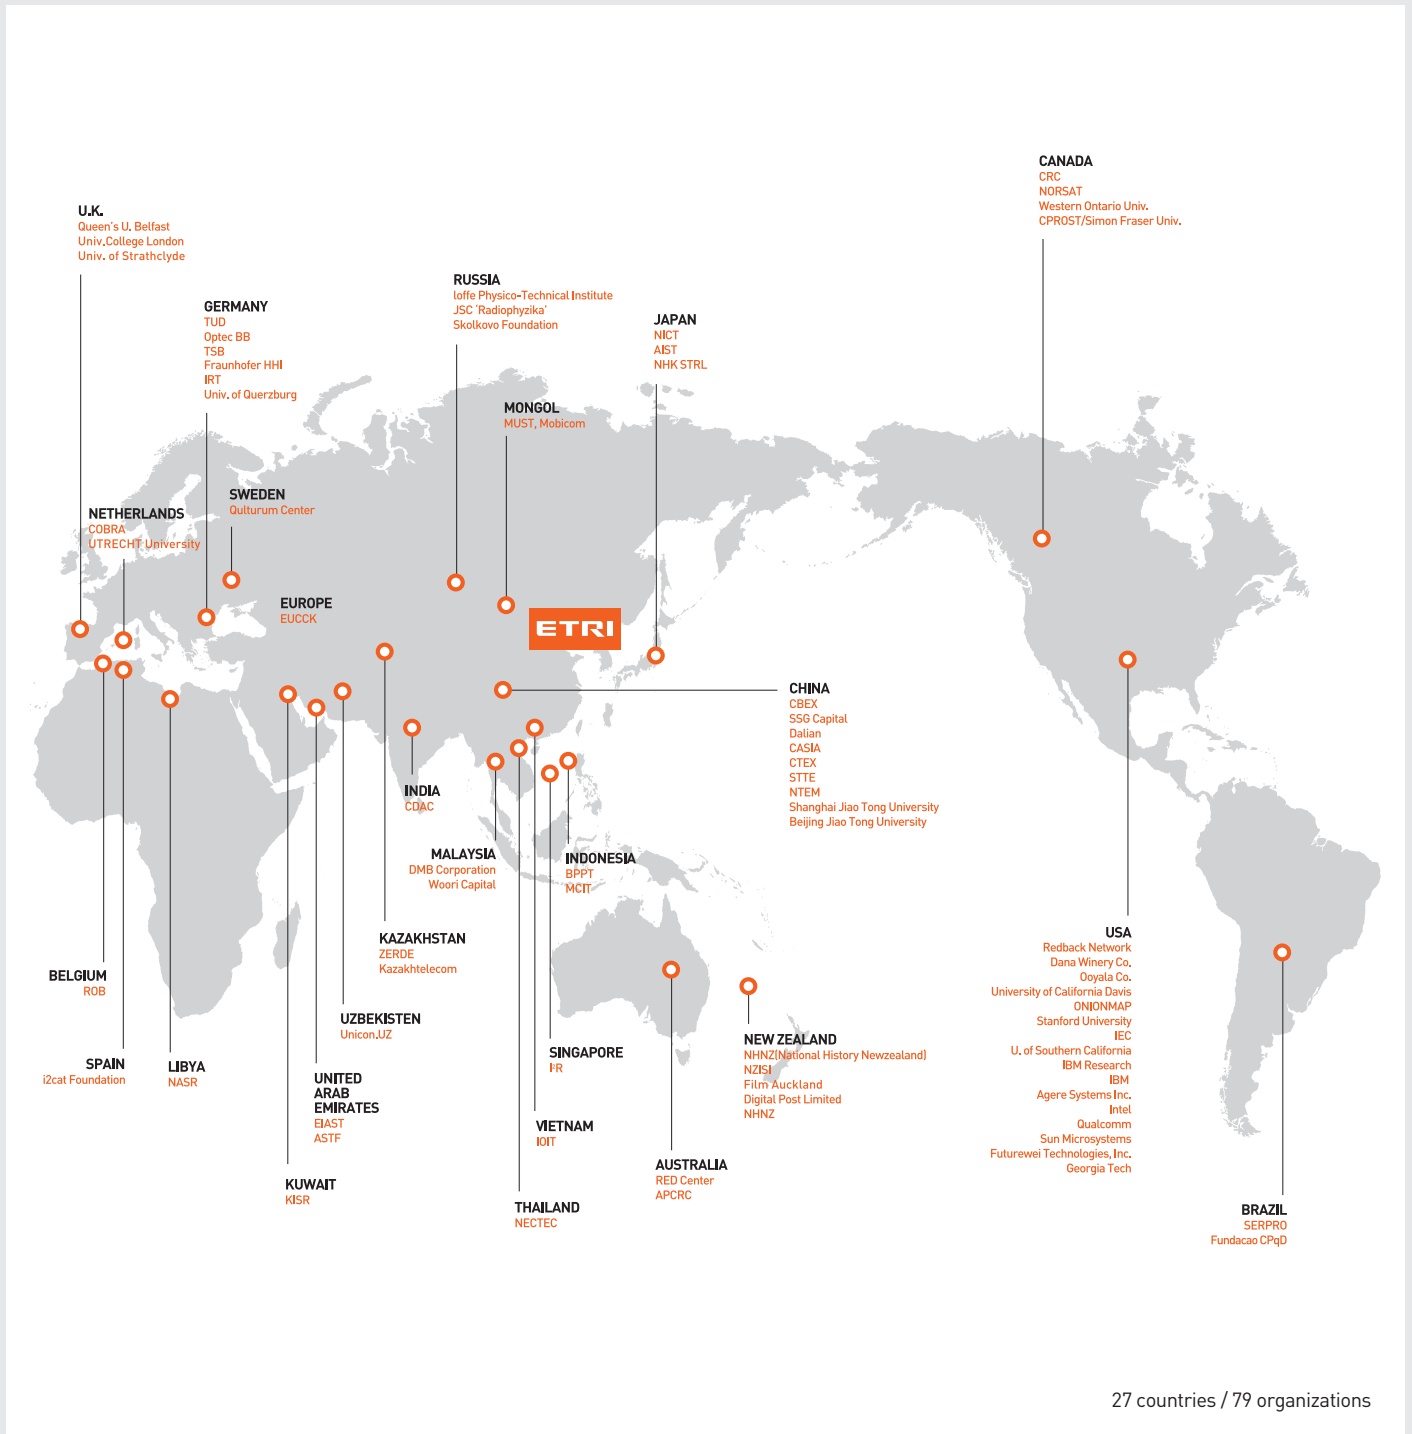 CANADA
CRC
NORSAT
Western Ontario Univ.
CPROST/Simon Fraser Univ.
U.K.
Queen's U. Belfast
Univ.College London
Univ. of Strathclyde
RUSSIA
Ioffe Physico-Technical Institute
JSC 'Radiophyzika'
Skolkovo Foundation
GERMANY
TUD
Optec BB
TSB
Fraunhofer HHI
IRT
Univ. of Querzburg
JAPAN
NICT
AIST
NHK STRL
MONGOL
MUST, Mobicom
SWEDEN
Qulturum Center
NETHERLANDS
COBRA
UTRECHT University
EUROPE
EUCCK
ETRI
CHINA
CBEX
SSG Capital
Dalian
CASIA
CTEX
STTE
NTEM
Shanghai Jiao Tong University
Beijing Jiao Tong University
INDIA
CDAC
MALAYSIA
DMB Corporation
Woori Capital
INDONESIA
BPPT
MCIT
KAZAKHSTAN
ZERDE
Kazakhtelecom
USA
Redback Network
Dana Winery Co.
Ooyala Co.
University of California Davis
ONIONMAP
Stanford University
IEC
U. of Southern California
IBM Research
IBM
Agere Systems Inc.
Intel
Qualcomm
Sun Microsystems
Futurewei Technologies, Inc.
Georgia Tech
BELGIUM
ROB
UZBEKISTEN
Unicon.UZ
SINGAPORE
I²R
NEW ZEALAND
NHNZ(National History Newzealand)
NZISI
Film Auckland
Digital Post Limited
NHNZ
SPAIN
i2cat Foundation
LIBYA
NASR
UNITED
ARAB
EMIRATES
EIAST
ASTF
VIETNAM
IOIT
AUSTRALIA
RED Center
APCRC
KUWAIT
KISR
THAILAND
NECTEC
BRAZIL
SERPRO
Fundacao CPqD
27 countries / 79 organizations